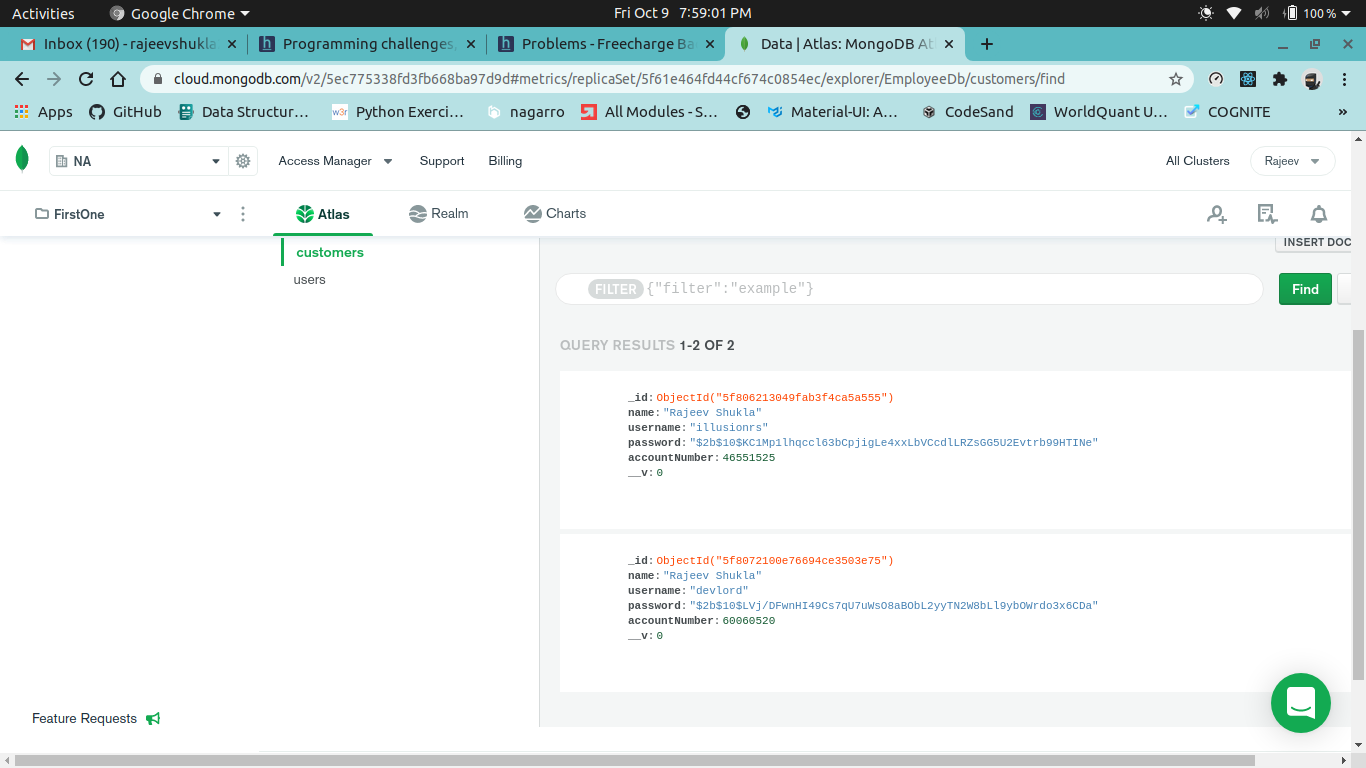 Activities Google Chrome Fri Oct 9 7:59:01 PM 100 %
Inbox (190) - rajeevshukla Programming challenges, Problems - Freecharge Ba Data | Atlas: MongoDB At
cloud.mongodb.com/v2/5ec775338fd3fb668ba97d9d#metrics/replicaSet/5f61e464fd44cf674c0854ec/explorer/EmployeeDb/customers/find
Apps GitHub Data Structur... w3r Python Exerci... nagarro All Modules - S... Material-UI: A... CodeSand WorldQuant U... COGNITE »
NA Access Manager Support Billing All Clusters Rajeev
FirstOne Atlas Realm Charts
customers
users
INSERT DOC
FILTER {"filter":"example"}
Find
QUERY RESULTS 1-2 OF 2
_id: ObjectId("5f806213049fab3f4ca5a555")
name: "Rajeev Shukla"
username: "illusionrs"
password: "$2b$10$KC1Mp1lhqccl63bCpjigLe4xxLbVCcdlLRZsGG5U2Evtrb99HTINe"
accountNumber: 46551525
__v: 0
_id: ObjectId("5f8072100e76694ce3503e75")
name: "Rajeev Shukla"
username: "devlord"
password: "$2b$10$LVj/DFwnHI49Cs7qU7uWsO8aBObL2yyTN2W8bLl9ybOWrdo3x6CDa"
accountNumber: 60060520
__v: 0
Feature Requests